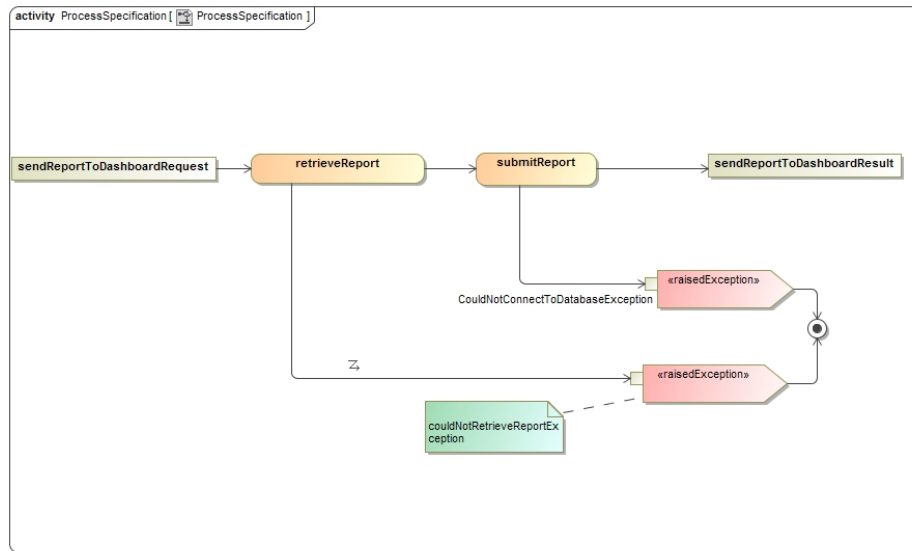 activity ProcessSpecification [ ProcessSpecification ]
sendReportToDashboardRequest
retrieveReport
submitReport
sendReportToDashboardResult
«raisedException»
CouldNotConnectToDatabaseException
«raisedException»
couldNotRetrieveReportEx
ception